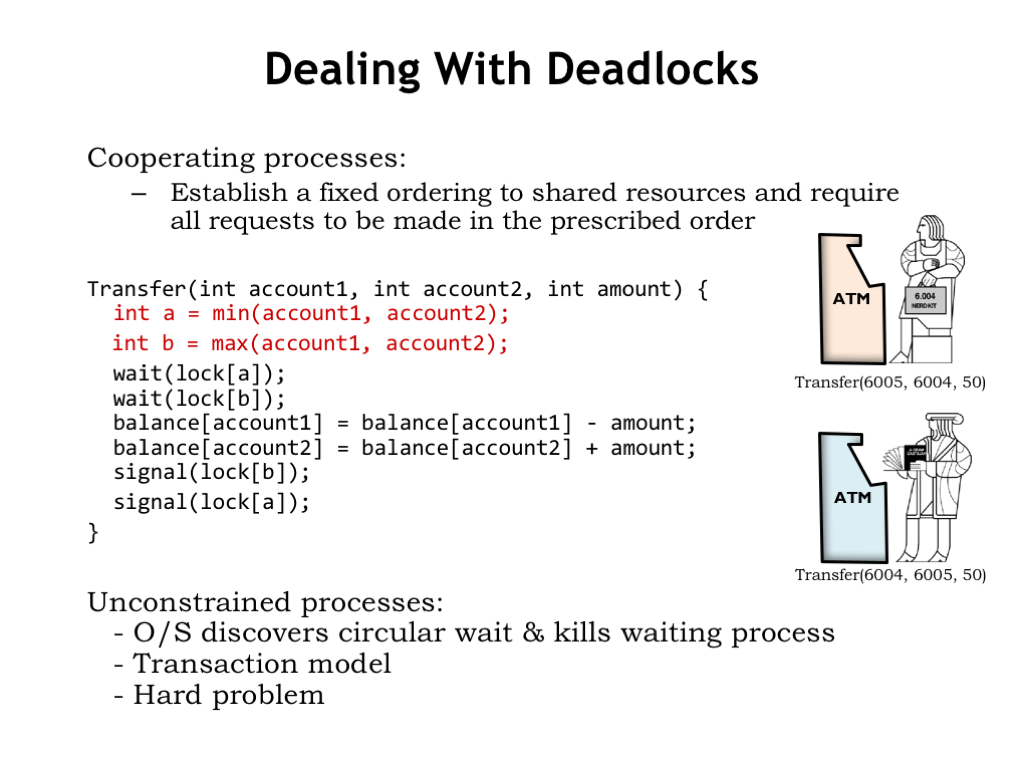 Dealing With Deadlocks
Cooperating processes:
– Establish a fixed ordering to shared resources and require
all requests to be made in the prescribed order
Transfer(int account1, int account2, int amount) {
int a = min(account1, account2);
int b = max(account1, account2);
wait(lock[a]);
wait(lock[b]);
balance[account1] = balance[account1] - amount;
balance[account2] = balance[account2] + amount;
signal(lock[b]);
signal(lock[a]);
}
ATM
6.004
NERDKIT
Transfer(6005, 6004, 50)
ATM
Transfer(6004, 6005, 50)
Unconstrained processes:
- O/S discovers circular wait & kills waiting process
- Transaction model
- Hard problem